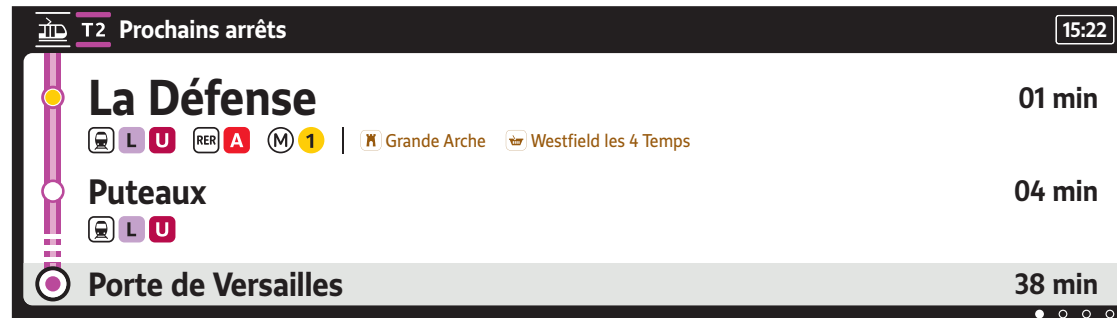 T2 Prochains arrêts 15:22
La Défense 01 min
L U RER A M 1 Grande Arche Westfield les 4 Temps
Puteaux 04 min
L U
Porte de Versailles 38 min